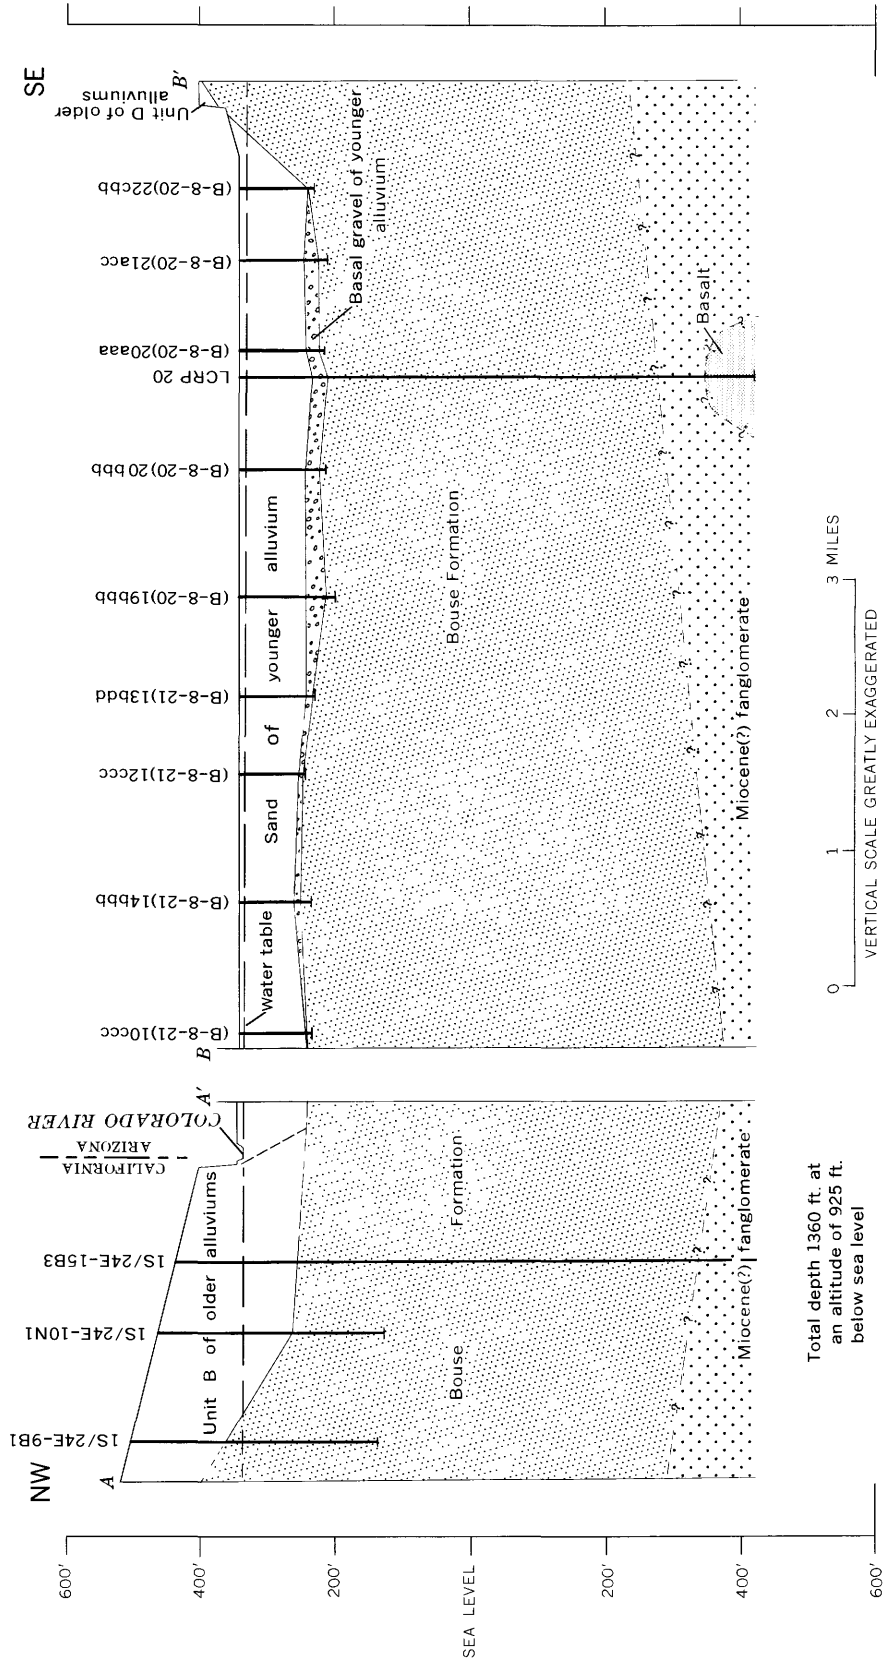 NW
SE
A
1S/24E-9B1
1S/24E-10N1
1S/24E-15B3
CALIFORNIA
ARIZONA
COLORADO RIVER
A'
B
(B-8-21)10ccc
(B-8-21)14bbb
(B-8-21)12ccc
(B-8-21)13bdd
(B-8-20)19bbb
(B-8-20)20bbb
LCRP 20
(B-8-20)20aaa
(B-8-20)21acc
(B-8-20)22cbb
Unit D of older
alluviums
B'
600'
400'
200'
SEA LEVEL
200'
400'
600'
Unit B of older alluviums
Water table
Sand of younger alluvium
Basal gravel of younger
alluvium
Bouse Formation
Bouse Formation
Basalt
Miocene(?) fanglomerate
Miocene(?) fanglomerate
? ? ? ? ? ? ? ? ? ? ? ? ? ? ? ? ? ? ? ? ?
Total depth 1360 ft. at
an altitude of 925 ft.
below sea level
0 1 2 3 MILES
VERTICAL SCALE GREATLY EXAGGERATED